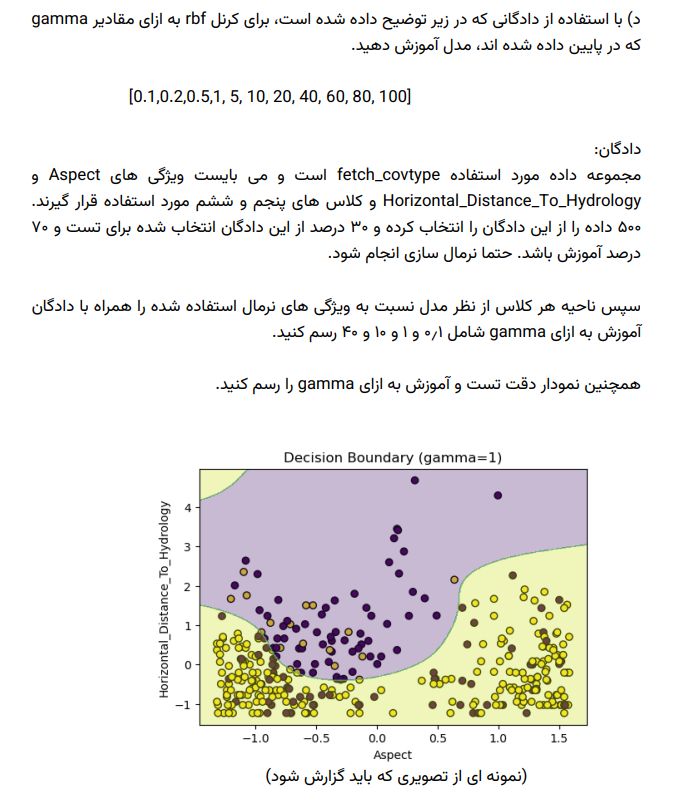 د) با استفاده از دادگانی که در زیر توضیح داده شده است، برای کرنل rbf به ازای مقادیر gamma
که در پایین داده شده اند، مدل آموزش دهید.
[0.1,0.2,0.5,1, 5, 10, 20, 40, 60, 80, 100]
دادگان:
مجموعه داده مورد استفاده fetch_covtype است و می بایست ویژگی های Aspect و
Horizontal_Distance_To_Hydrology و کلاس های پنجم و ششم مورد استفاده قرار گیرند.
۵۰۰ داده را از این دادگان را انتخاب کرده و ۳۰ درصد از این دادگان انتخاب شده برای تست و ۷۰
درصد آموزش باشد. حتما نرمال سازی انجام شود.
سپس ناحیه هر کلاس از نظر مدل نسبت به ویژگی های نرمال استفاده شده را همراه با دادگان
آموزش به ازای gamma شامل ۰٫۱ و ۱ و ۱۰ و ۴۰ رسم کنید.
همچنین نمودار دقت تست و آموزش به ازای gamma را رسم کنید.
Decision Boundary (gamma=1)
Horizontal_Distance_To_Hydrology
4
3
2
1
0
−1
−1.0 −0.5 0.0 0.5 1.0 1.5
Aspect
(نمونه ای از تصویری که باید گزارش شود)